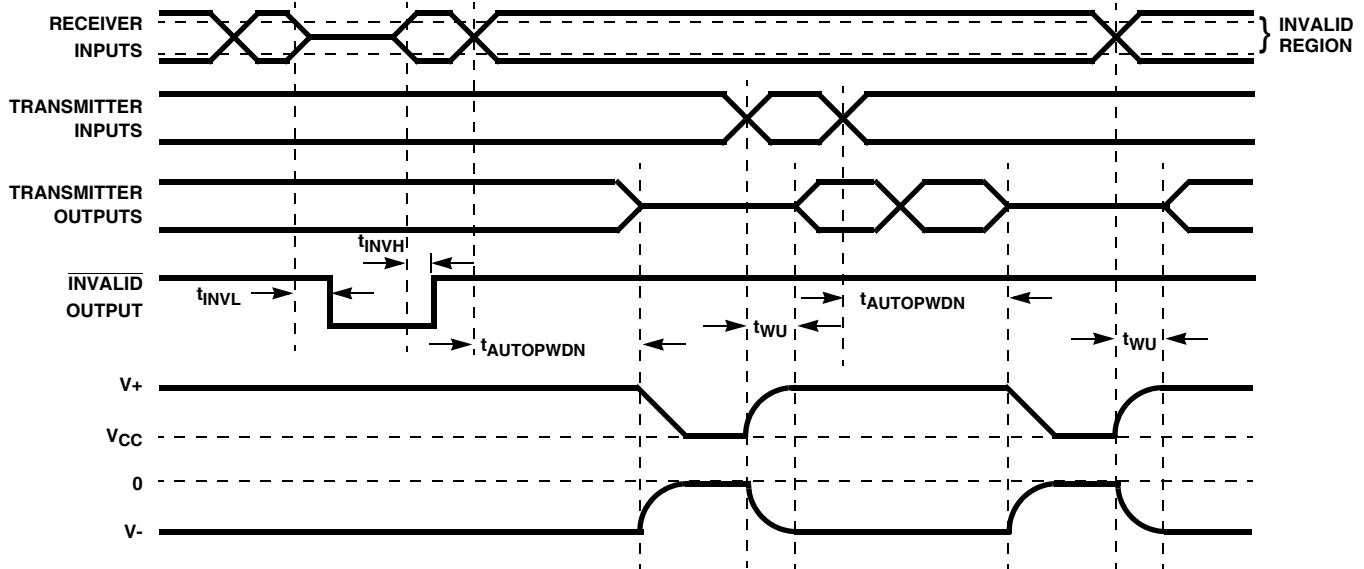 RECEIVER
INPUTS
} INVALID
REGION
TRANSMITTER
INPUTS
TRANSMITTER
OUTPUTS
tINVH
INVALID
OUTPUT
tINVL
tAUTOPWDN
tWU
tAUTOPWDN
tWU
V+
VCC
0
V-